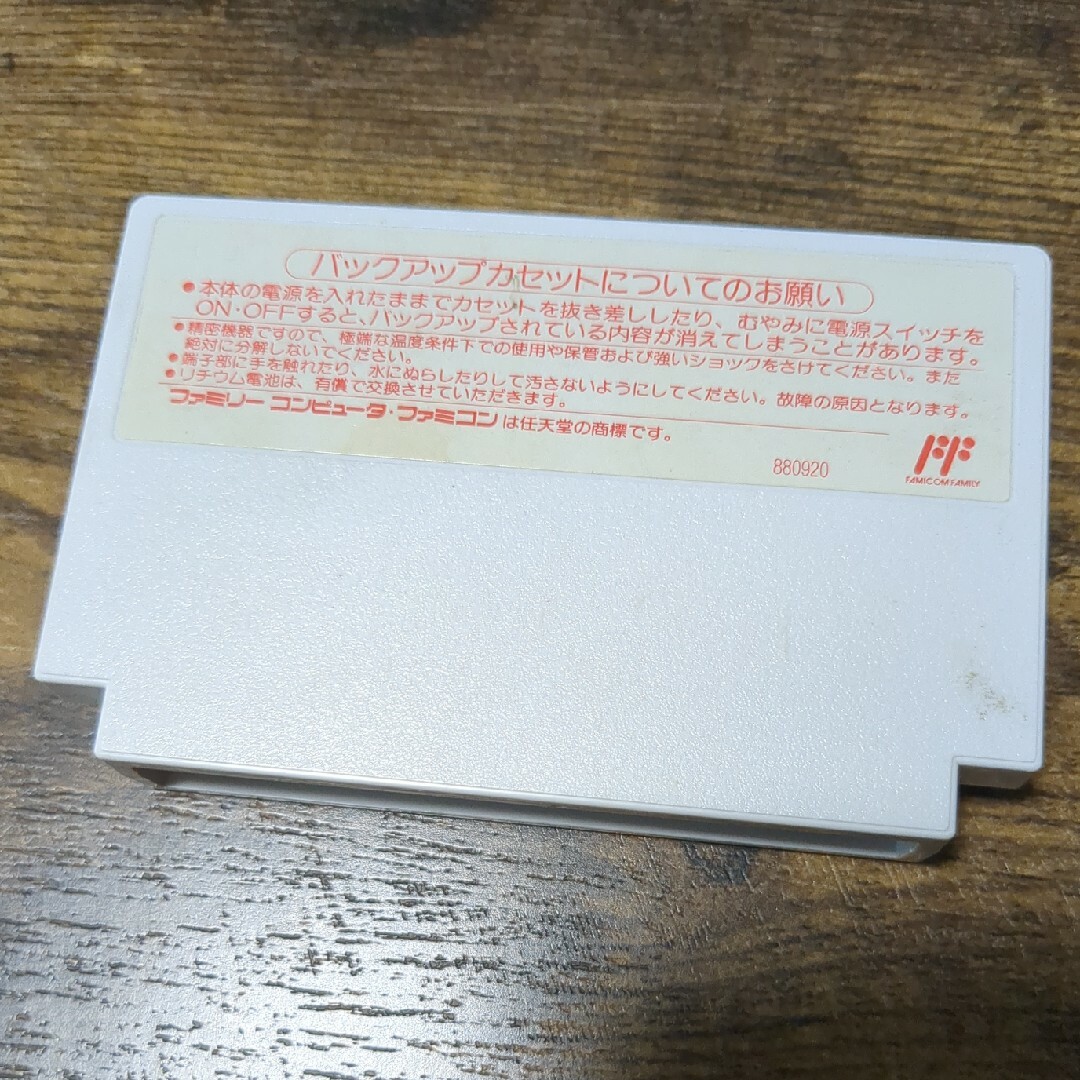 バックアップカセットについてのお願い
●本体の電源を入れたままでカセットを抜き差ししたり、むやみに電源スイッチを
ON・OFFすると、バックアップされている内容が消えてしまうことがあります。
●精密機器ですので、極端な温度条件下での使用や保管および強いショックをさけてください。また
絶対に分解しないでください。
●端子部に手を触れたり、水にぬらしたりして汚さないようにしてください。故障の原因となります。
●リチウム電池は、有償で交換させていただきます。
ファミリーコンピュータ・ファミコンは任天堂の商標です。
880920
FF
FAMICOM FAMILY